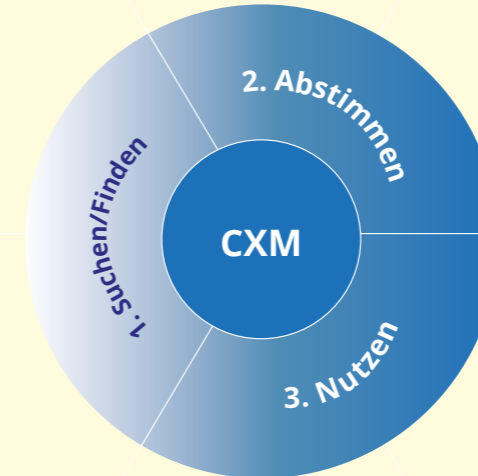 1. Suchen/Finden
2. Abstimmen
CXM
3. Nutzen